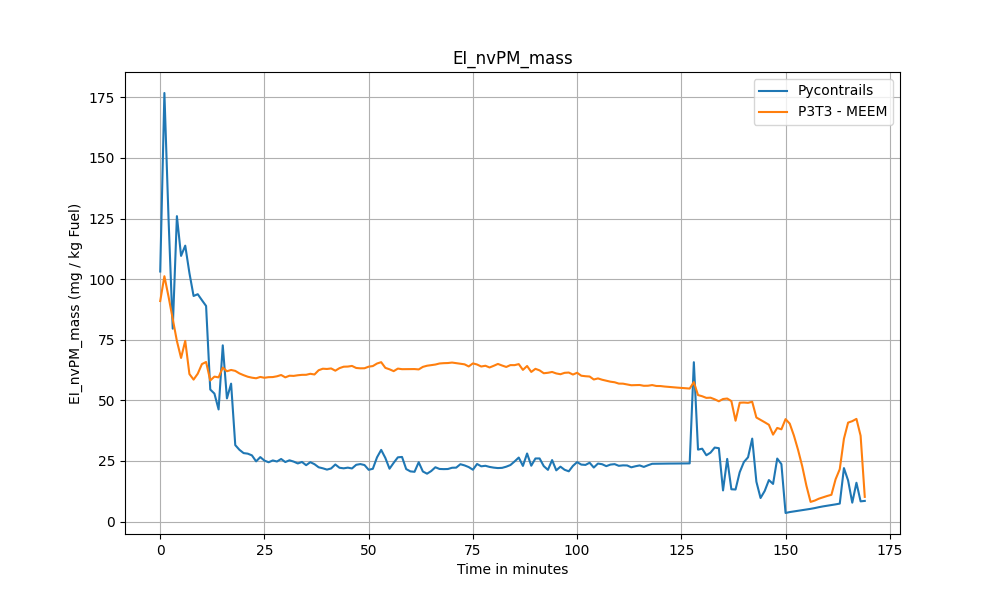 EI_nvPM_mass
Pycontrails
P3T3 - MEEM
EI_nvPM_mass (mg / kg Fuel)
175
150
125
100
75
50
25
0
0 25 50 75 100 125 150 175
Time in minutes